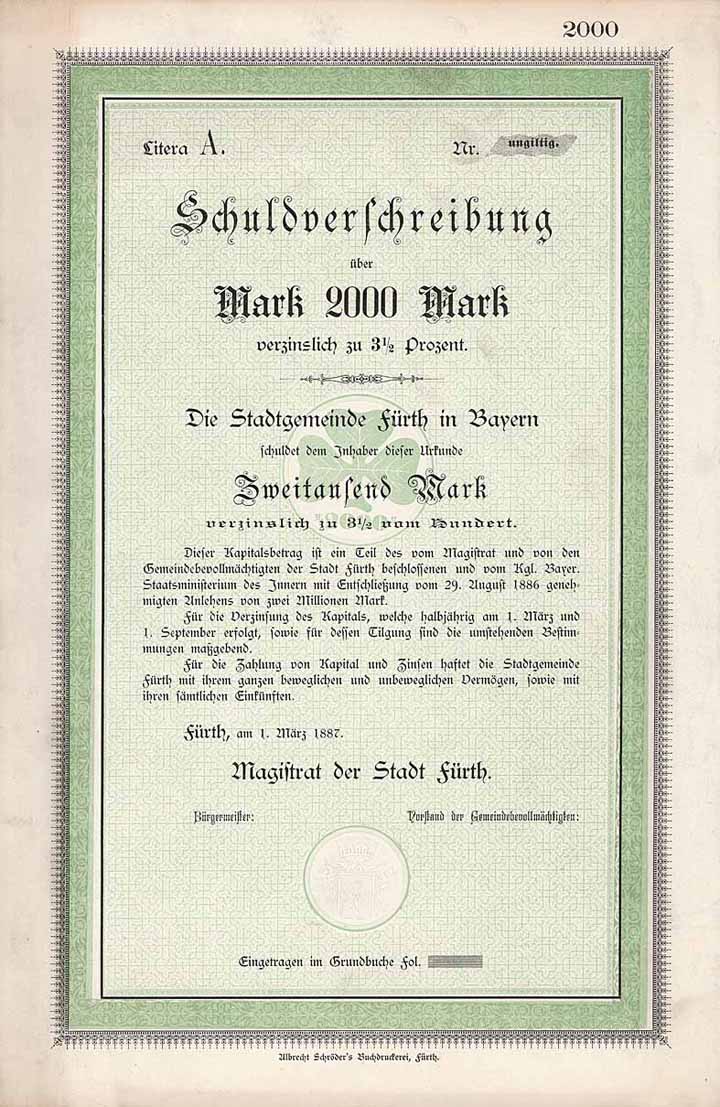 2000
Litera A.
Nr. ungiltig.
Schuldverschreibung
über
Mark 2000 Mark
verzinslich zu 3½ Prozent.
Die Stadtgemeinde Fürth in Bayern
schuldet dem Inhaber dieser Urkunde
Zweitausend Mark
2000
verzinslich zu 3½ vom Hundert.
Dieser Kapitalsbetrag ist ein Teil des vom Magistrat und von den
Gemeindebevollmächtigten der Stadt Fürth beschlossenen und vom Kgl. Bayer.
Staatsministerium des Innern mit Entschließung vom 29. August 1886 geneh-
migten Anlehens von zwei Millionen Mark.
Für die Verzinsung des Kapitals, welche halbjährig am 1. März und
1. September erfolgt, sowie für dessen Tilgung sind die umstehenden Bestim-
mungen maßgebend.
Für die Zahlung von Kapital und Zinsen haftet die Stadtgemeinde
Fürth mit ihrem ganzen beweglichen und unbeweglichen Vermögen, sowie mit
ihren sämtlichen Einkünften.
Fürth, am 1. März 1887.
Magistrat der Stadt Fürth.
Bürgermeister:
Vorstand der Gemeindebevollmächtigten:
Eingetragen im Grundbuche Fol.
Albrecht Schröder's Buchdruckerei, Fürth.